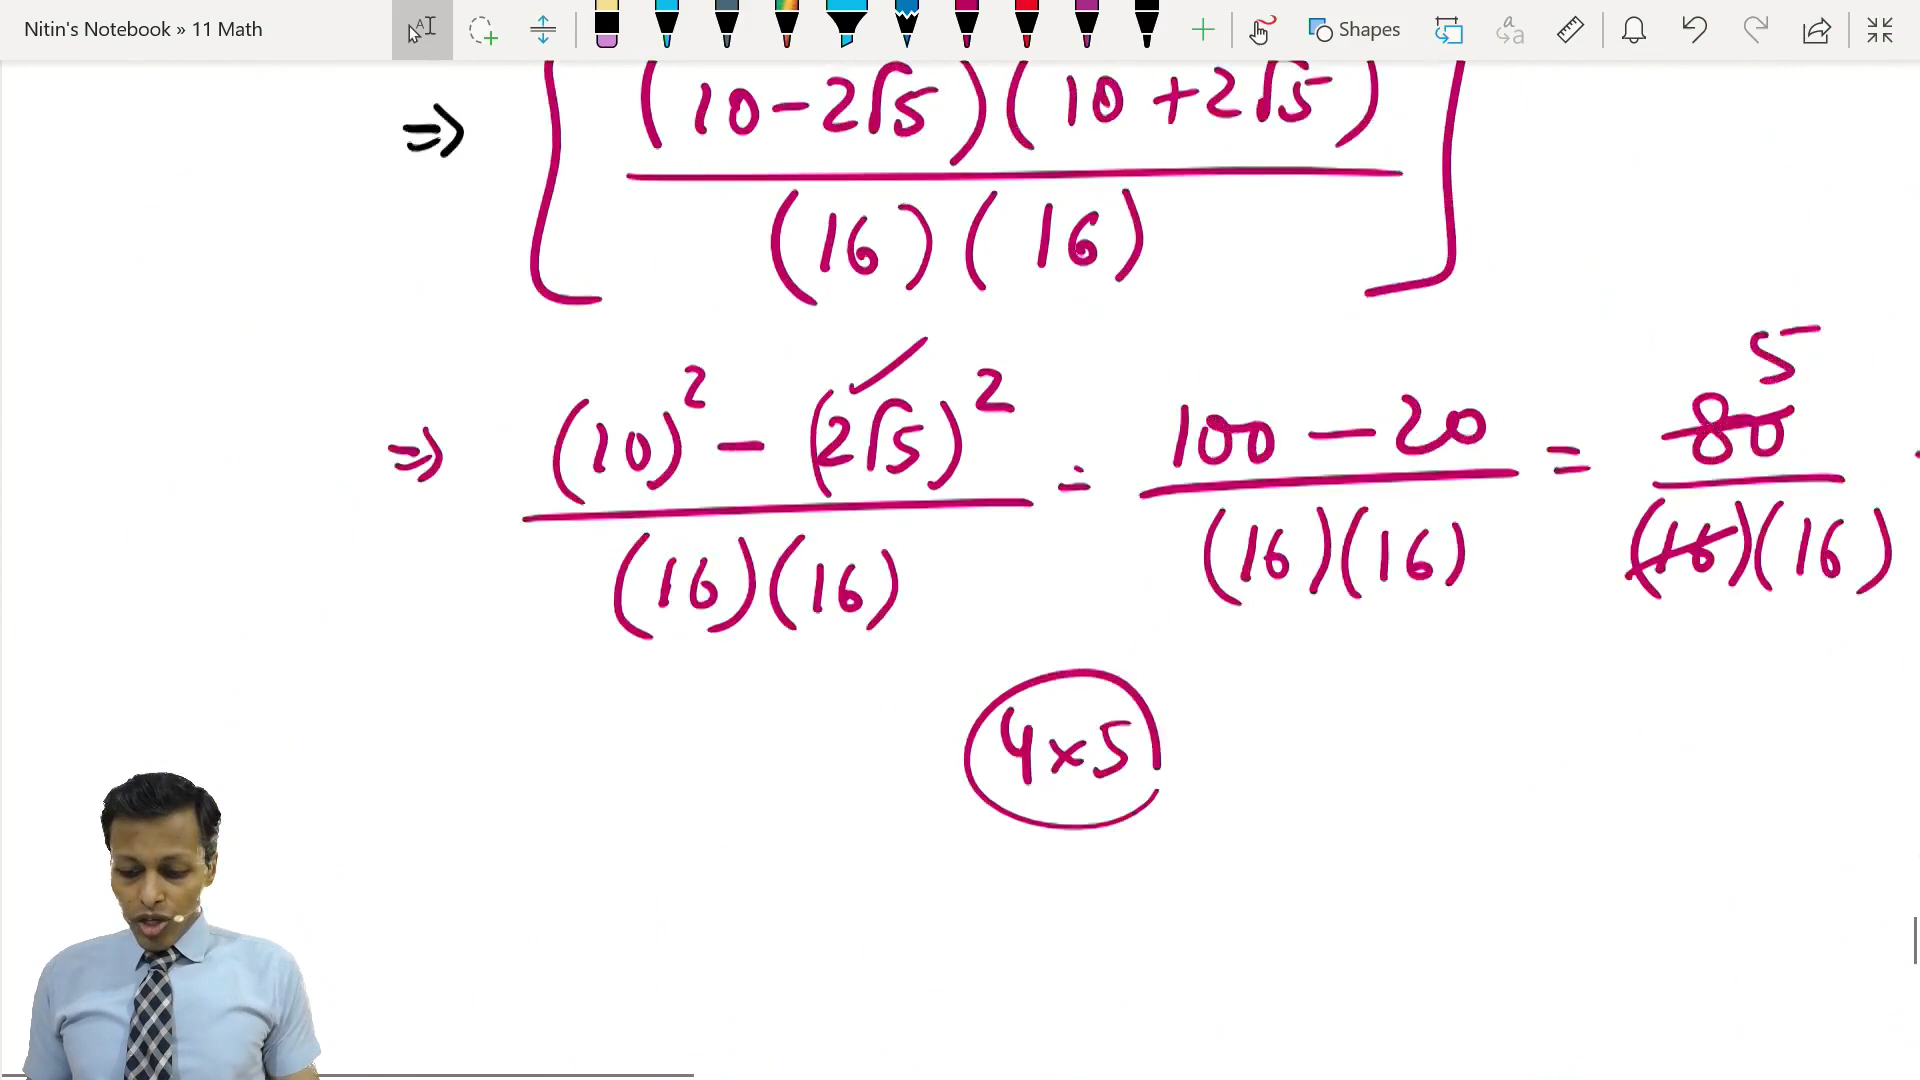 Nitin's Notebook » 11 Math
Shapes
⇒ [ (10 - 2√5)(10 + 2√5) / (16)(16) ]
⇒ (10)² - (2√5)² / (16)(16) = 100 - 20 / (16)(16) = 80 / (16)(16)
5
4×5